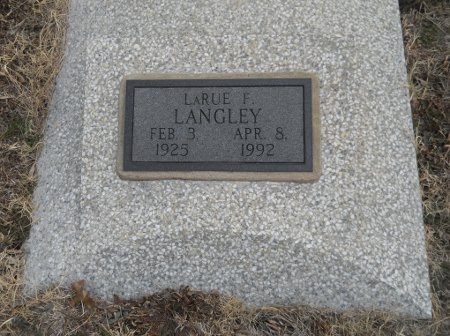 LaRUE F.
LANGLEY
FEB. 3 APR. 8,
1925 1992